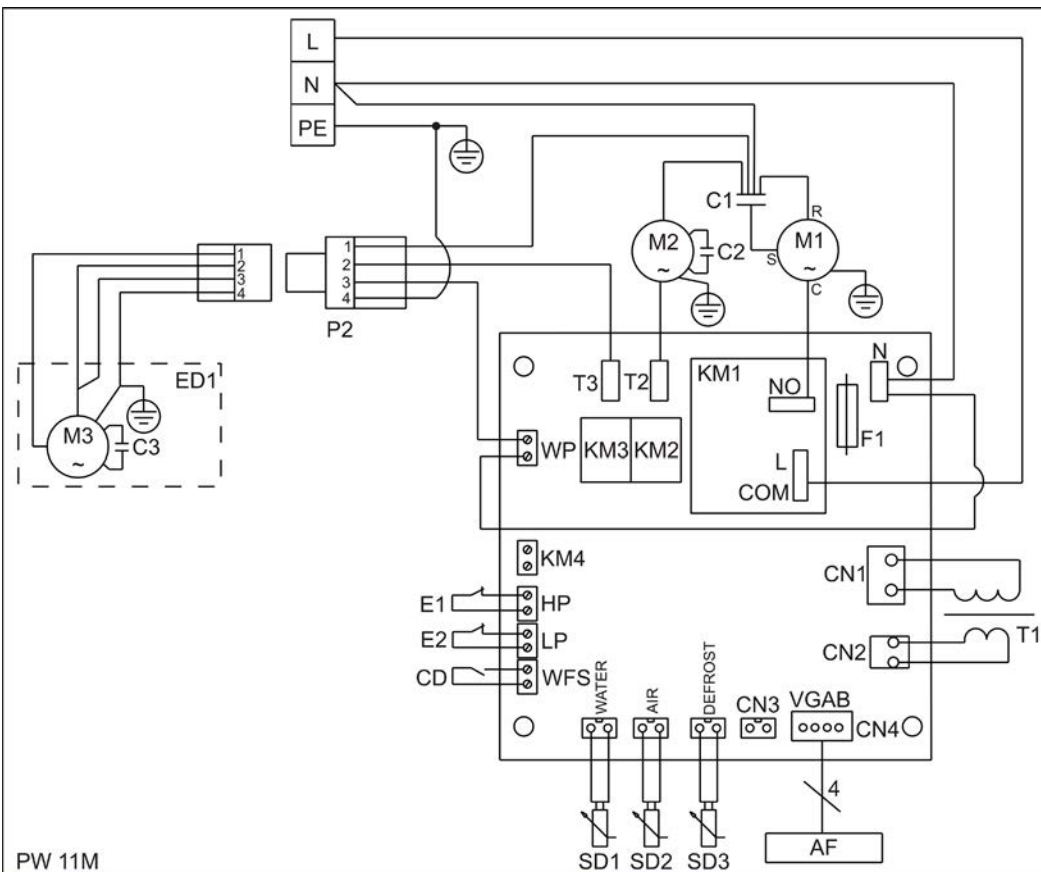 L
N
PE
C1
R
M2
~
C2
S
M1
~
C
1
2
3
4
1
2
3
4
P2
ED1
M3
~
C3
T3
T2
KM1
NO
N
F1
WP
KM3
KM2
L
COM
KM4
CN1
E1
HP
E2
LP
CN2
T1
CD
WFS
WATER
AIR
DEFROST
CN3
VGAB
CN4
4
SD1
SD2
SD3
AF
PW 11M